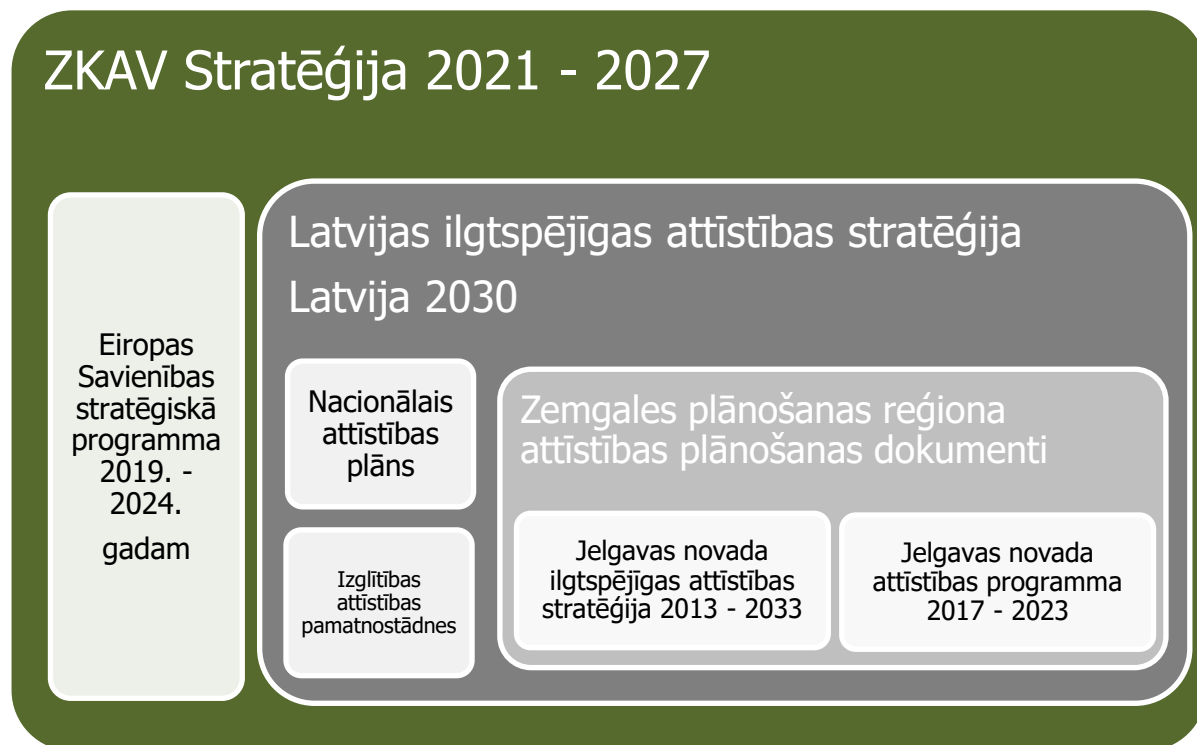 ZKAV Stratēģija 2021 - 2027
Eiropas
Savienības
stratēģiskā
programma
2019. -
2024.
gadam
Latvijas ilgtspējīgas attīstības stratēģija
Latvija 2030
Nacionālais
attīstības
plāns
Izglītības
attīstības
pamatnostādnes
Zemgales plānošanas reģiona
attīstības plānošanas dokumenti
Jelgavas novada
ilgtspējīgas attīstības
stratēģija 2013 - 2033
Jelgavas novada
attīstības programma
2017 - 2023